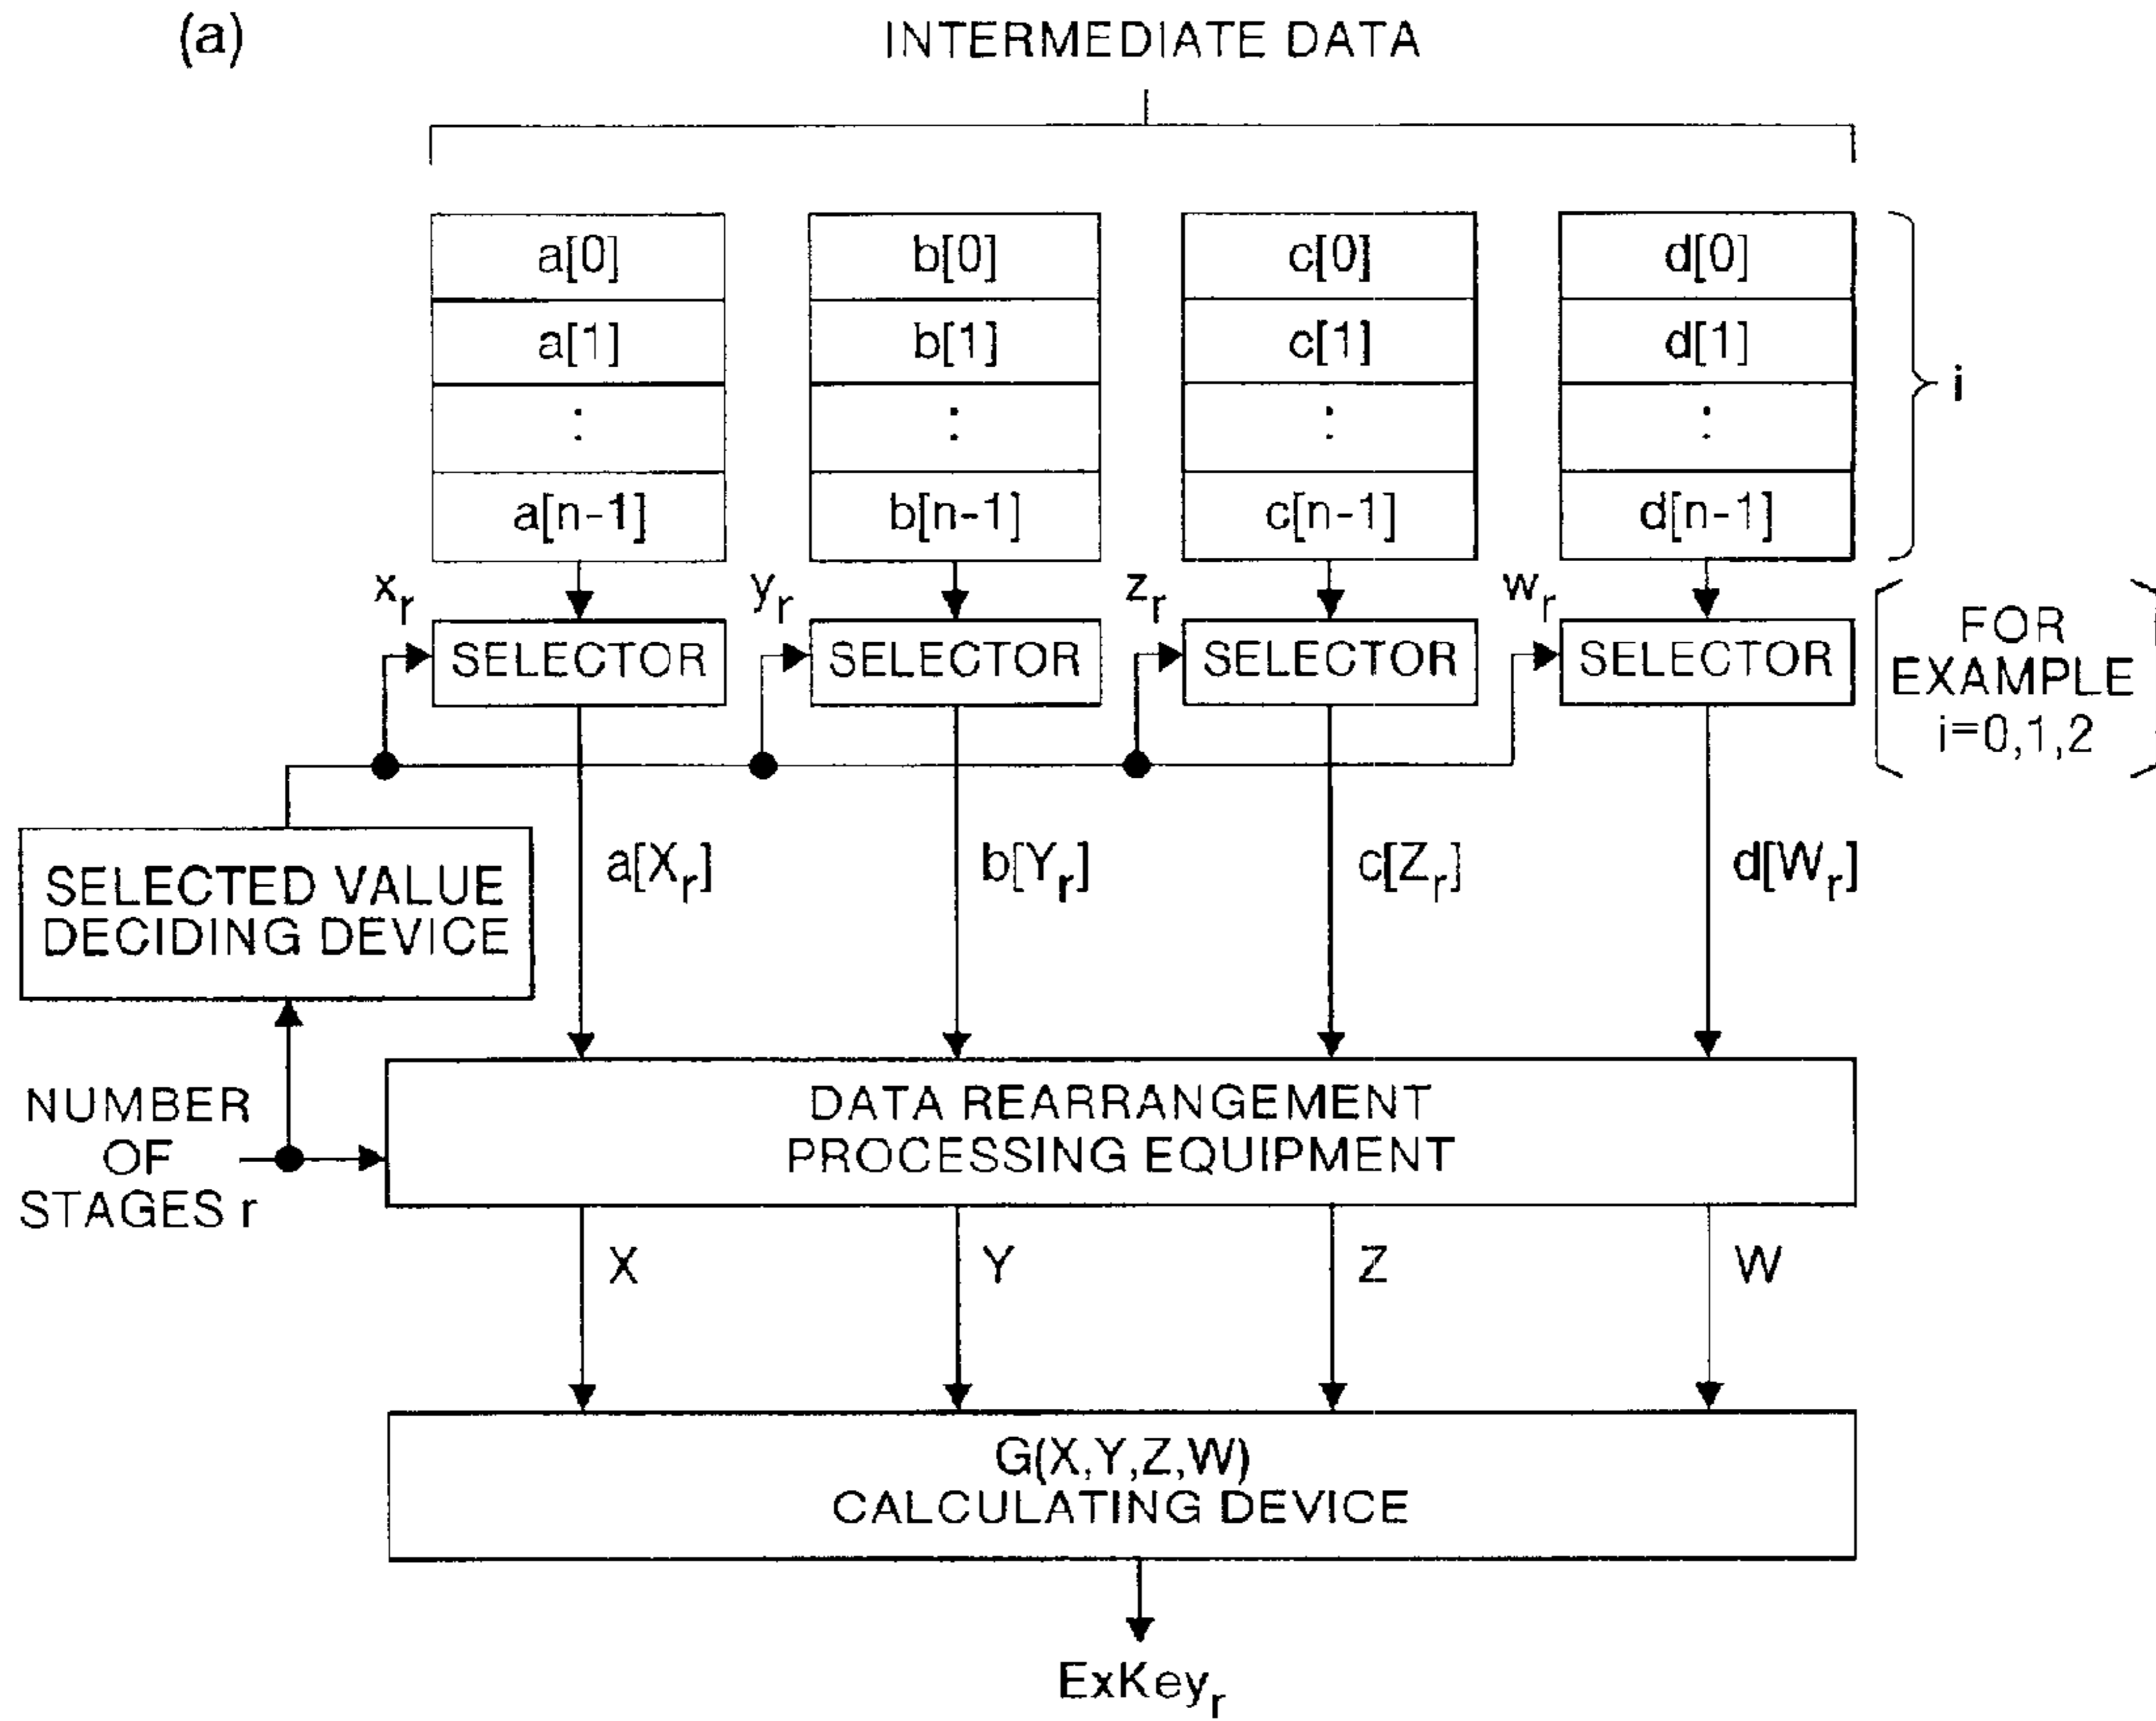 (a)
INTERMEDIATE DATA
a[0] b[0] c[0] d[0]
a[1] b[1] c[1] d[1]
: : : :
i
a[n-1] b[n-1] c[n-1] d[n-1]
xr yr zr wr
SELECTOR SELECTOR SELECTOR SELECTOR
FOR
EXAMPLE
i=0,1,2
a[Xr] b[Yr] c[Zr] d[Wr]
SELECTED VALUE
DECIDING DEVICE
NUMBER
OF
STAGES r
DATA REARRANGEMENT
PROCESSING EQUIPMENT
X Y Z W
G(X,Y,Z,W)
CALCULATING DEVICE
ExKeyr